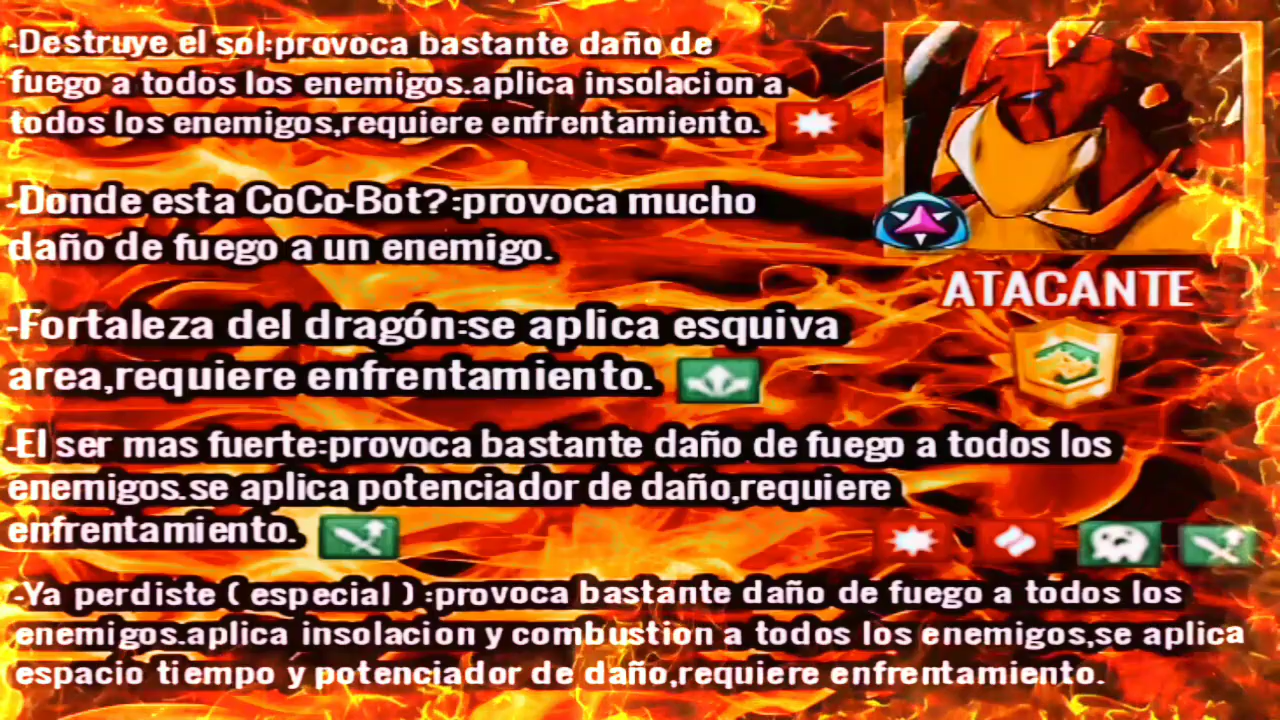 -Destruye el sol:provoca bastante daño de
fuego a todos los enemigos.aplica insolacion a
todos los enemigos,requiere enfrentamiento.
-Donde esta CoCo-Bot?:provoca mucho
daño de fuego a un enemigo.
ATACANTE
-Fortaleza del dragón:se aplica esquiva
area,requiere enfrentamiento.
-El ser mas fuerte:provoca bastante daño de fuego a todos los
enemigos.se aplica potenciador de daño,requiere
enfrentamiento.
-Ya perdiste ( especial ) :provoca bastante daño de fuego a todos los
enemigos.aplica insolacion y combustion a todos los enemigos,se aplica
espacio tiempo y potenciador de daño,requiere enfrentamiento.